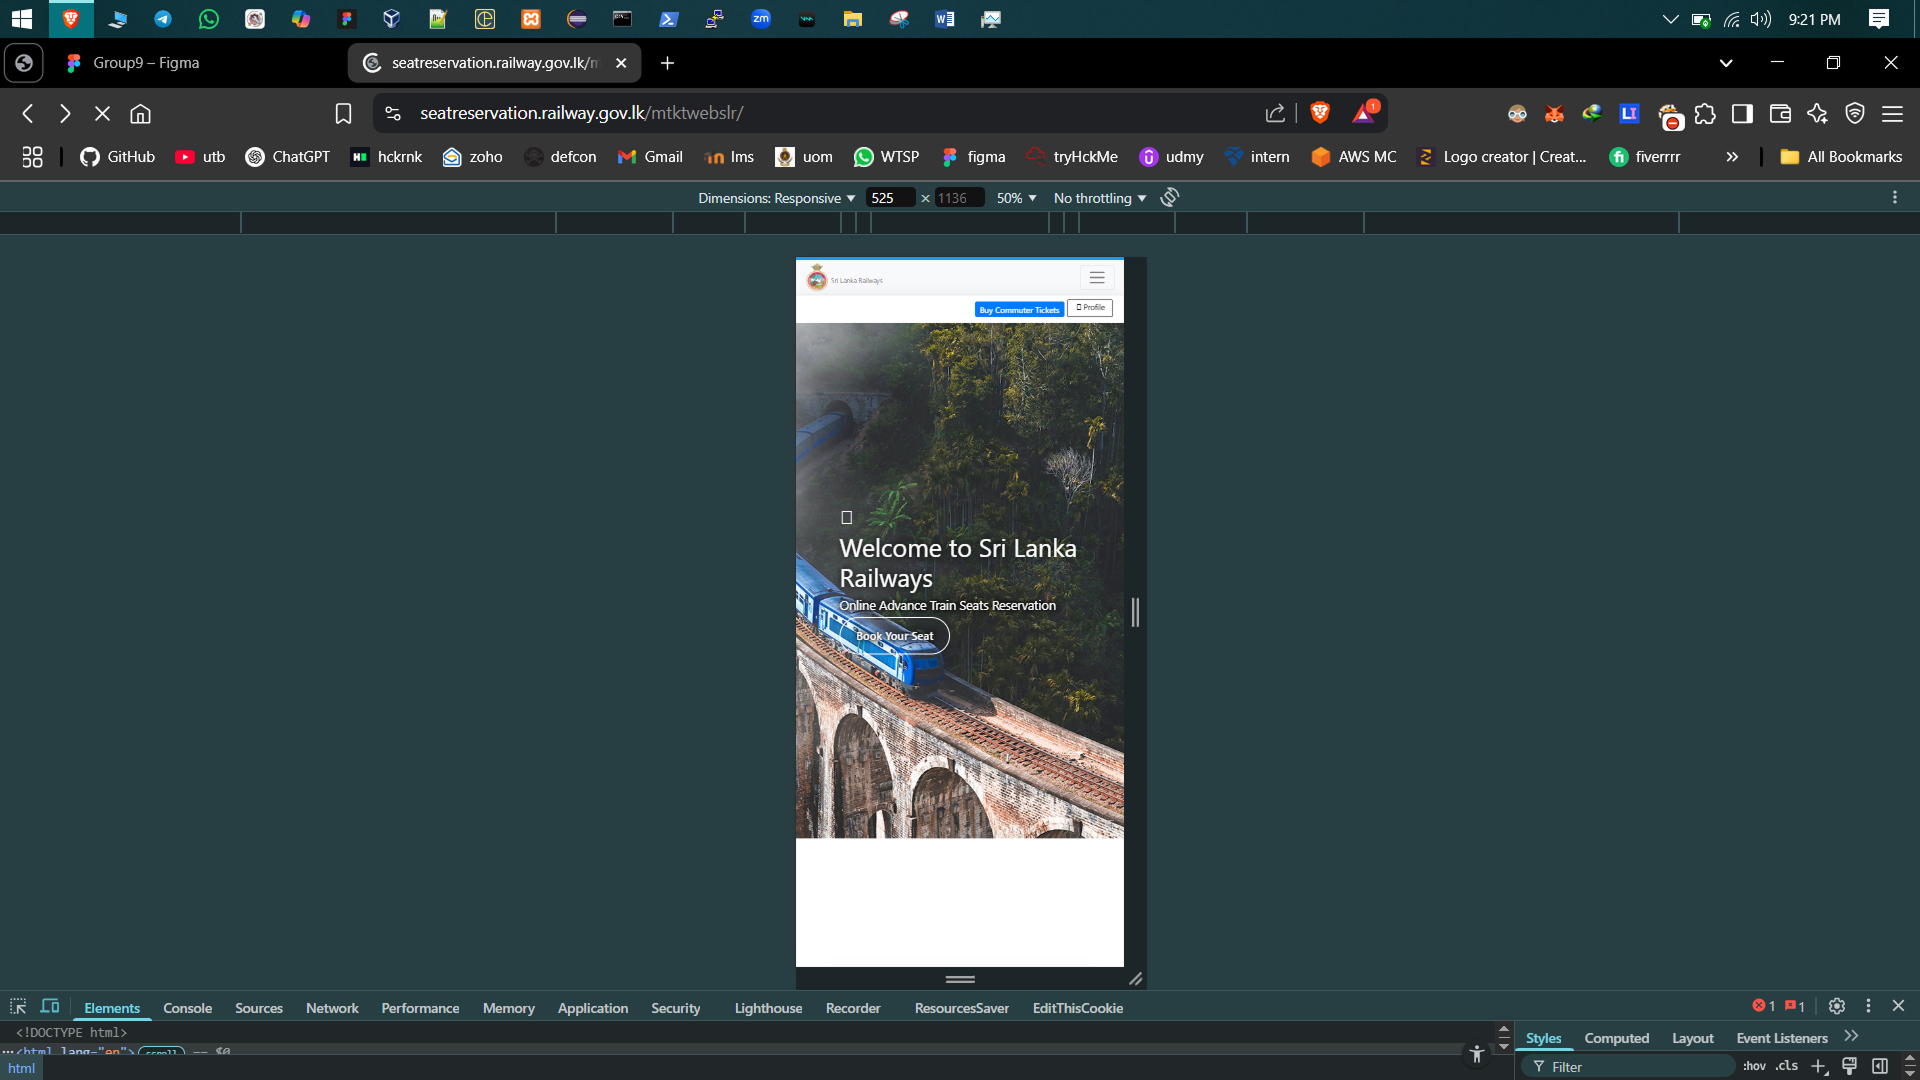 9:21 PM
Group9 – Figma
seatreservation.railway.gov.lk/m
seatreservation.railway.gov.lk/mtktwebslr/
1
GitHub
utb
ChatGPT
hckrnk
zoho
defcon
Gmail
lms
uom
WTSP
figma
tryHckMe
udmy
intern
AWS MC
Logo creator | Creat...
fiverrrr
All Bookmarks
Dimensions: Responsive
525 × 1136
50%
No throttling
Sri Lanka Railways
Buy Commuter Tickets
Profile
Welcome to Sri Lanka
Railways
Online Advance Train Seats Reservation
Book Your Seat
Elements
Console
Sources
Network
Performance
Memory
Application
Security
Lighthouse
Recorder
ResourcesSaver
EditThisCookie
1
1
<!DOCTYPE html>
<html lang="en"> scroll == $0
html
Styles
Computed
Layout
Event Listeners
Filter
:hov .cls